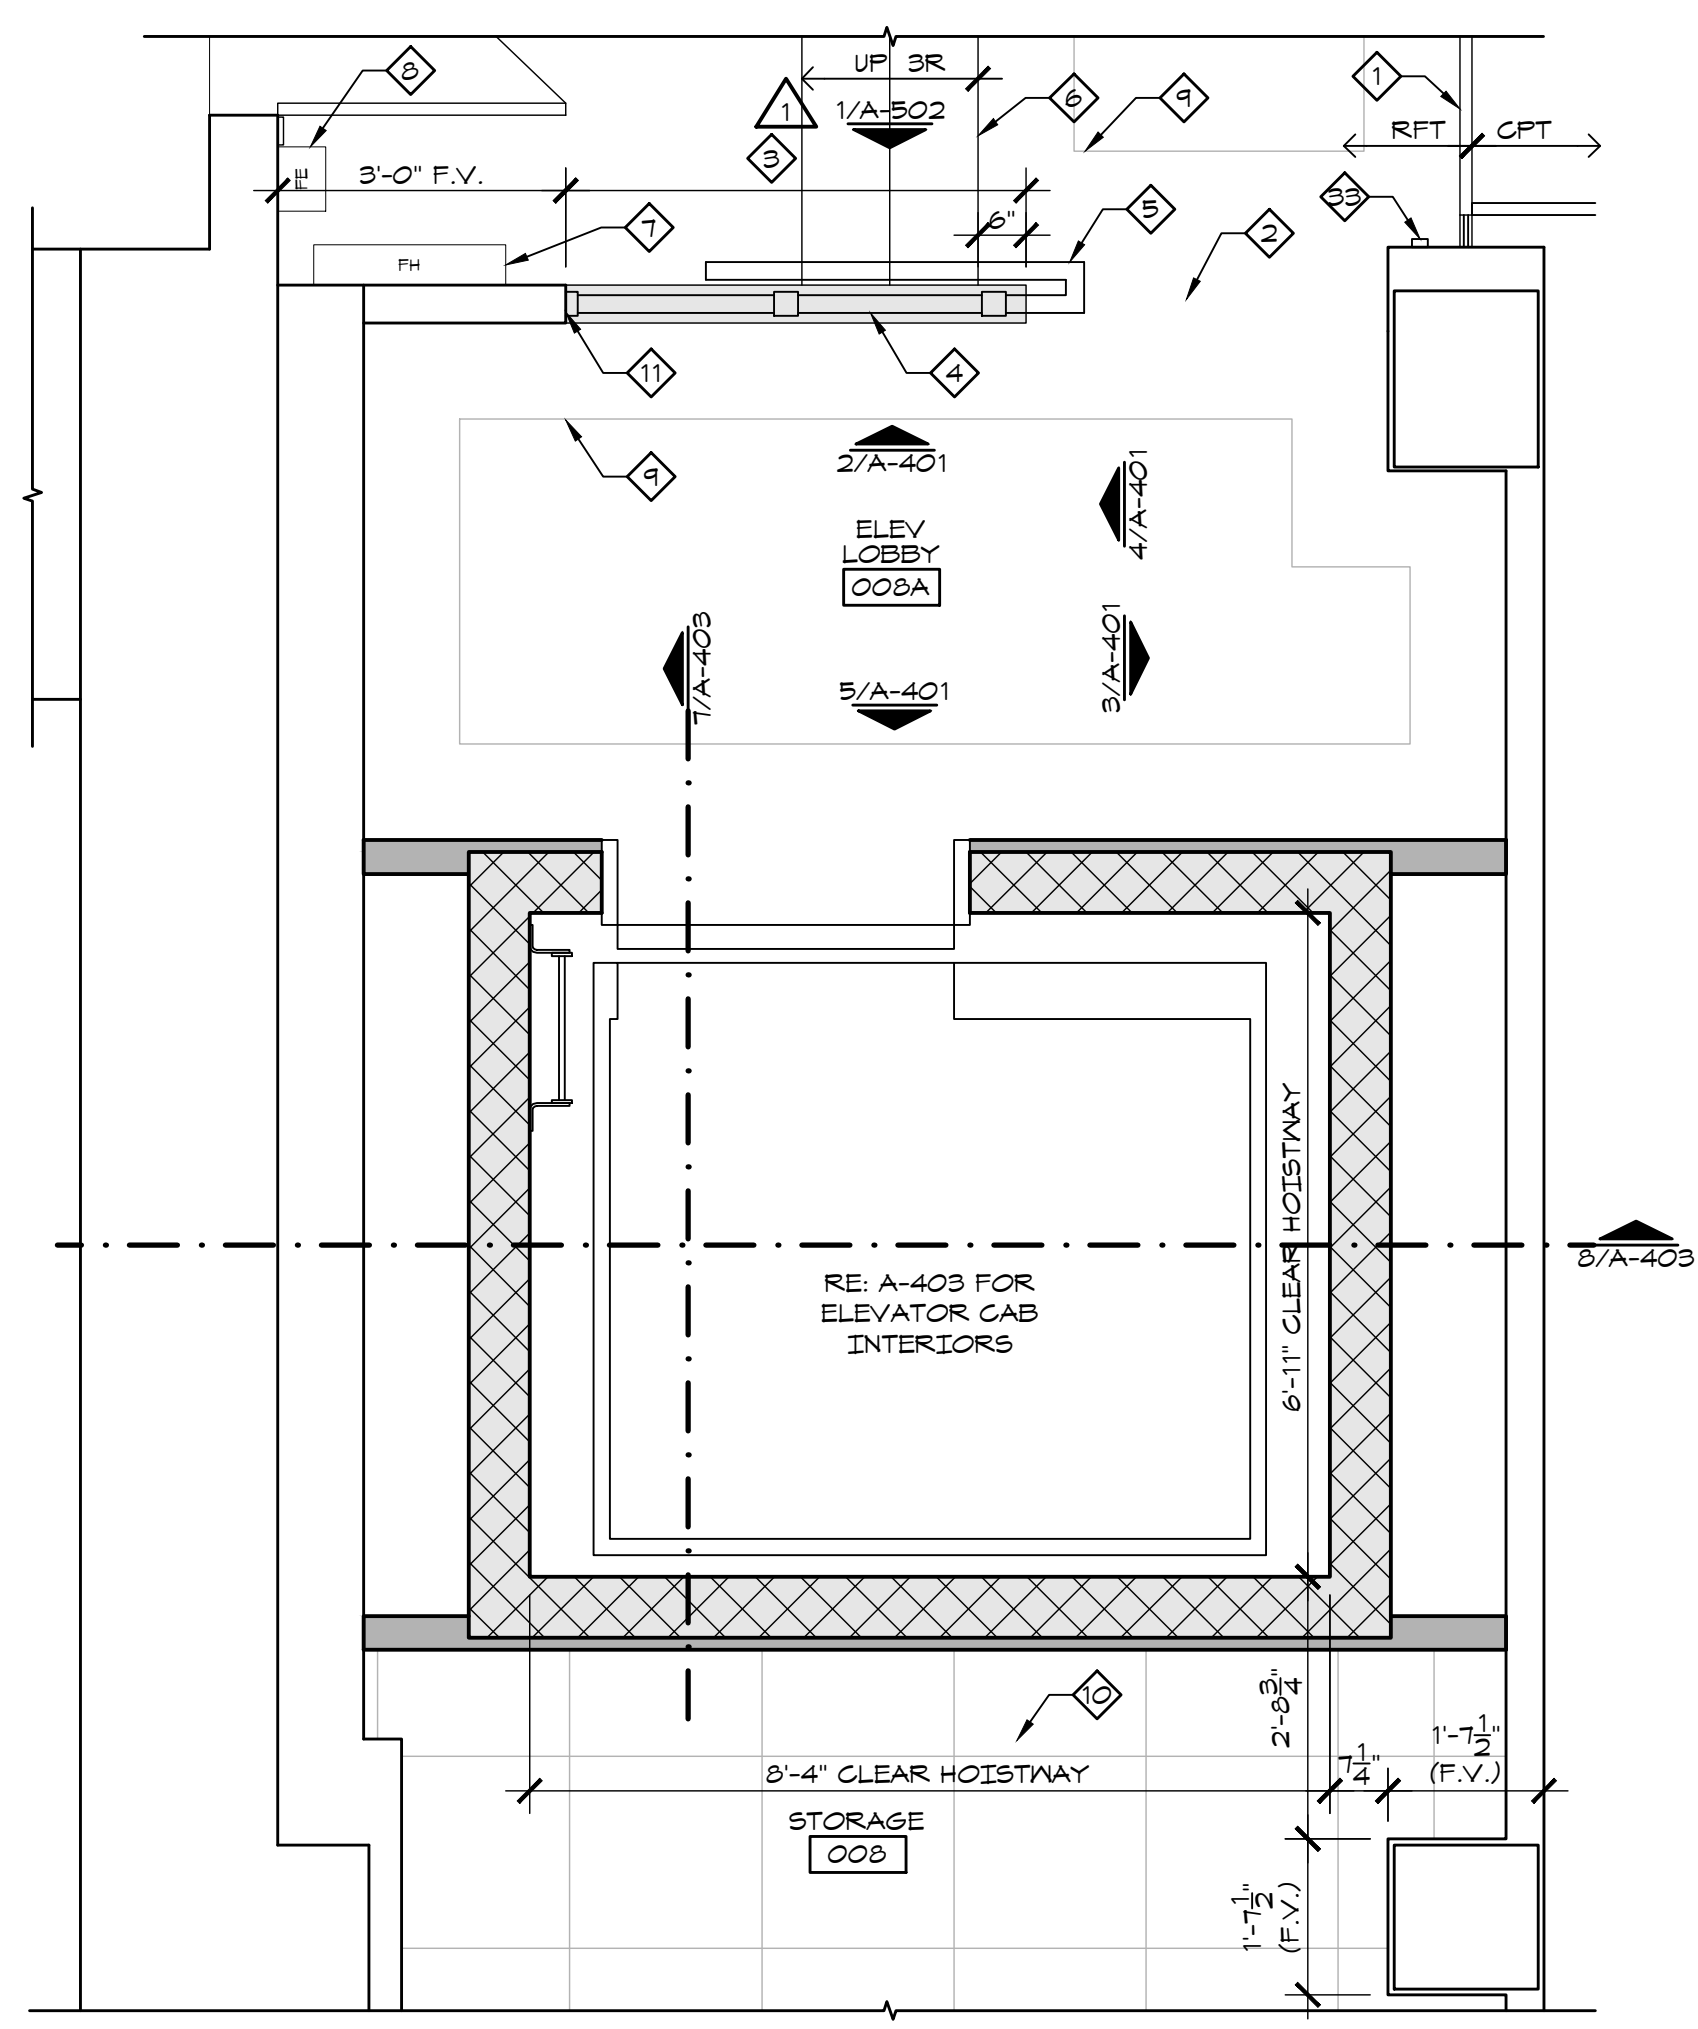 8
UP 3R
1
1/A-502
6
9
1
RFT
CPT
3
FE
3'-0" F.V.
6"
5
33
2
7
FH
11
4
9
2/A-401
4/A-401
ELEV
LOBBY
008A
7/A-403
5/A-401
3/A-401
6'-11" CLEAR HOISTWAY
8/A-403
RE: A-403 FOR
ELEVATOR CAB
INTERIORS
10
2'-8 3/4"
7 1/4"
1'-7 1/2"
(F.V.)
8'-4" CLEAR HOISTWAY
STORAGE
008
1'-7 1/2"
(F.V.)